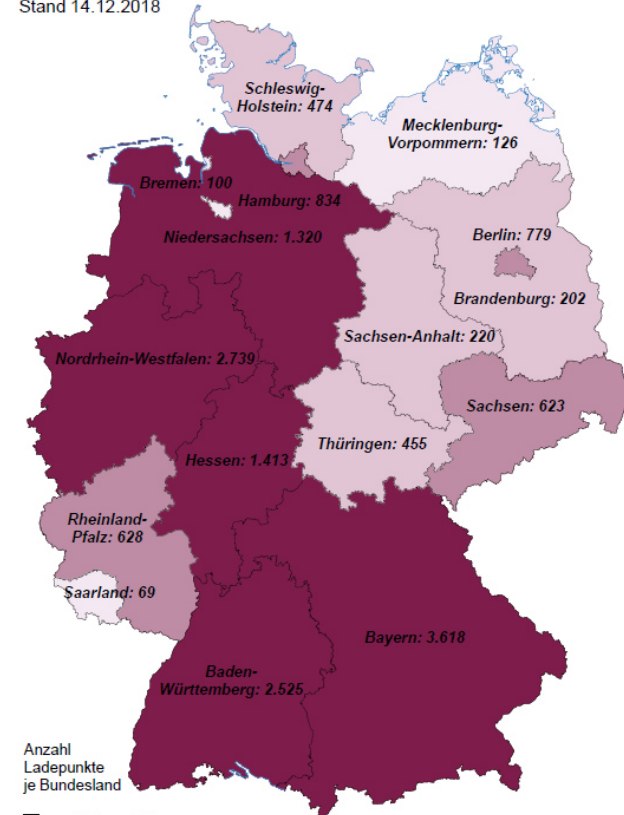 Stand 14.12.2018
Schleswig-
Holstein: 474
Mecklenburg-
Vorpommern: 126
Bremen: 100
Hamburg: 834
Niedersachsen: 1.320
Berlin: 779
Brandenburg: 202
Sachsen-Anhalt: 220
Nordrhein-Westfalen: 2.739
Sachsen: 623
Thüringen: 455
Hessen: 1.413
Rheinland-
Pfalz: 628
Saarland: 69
Bayern: 3.618
Baden-
Württemberg: 2.525
Anzahl
Ladepunkte
je Bundesland